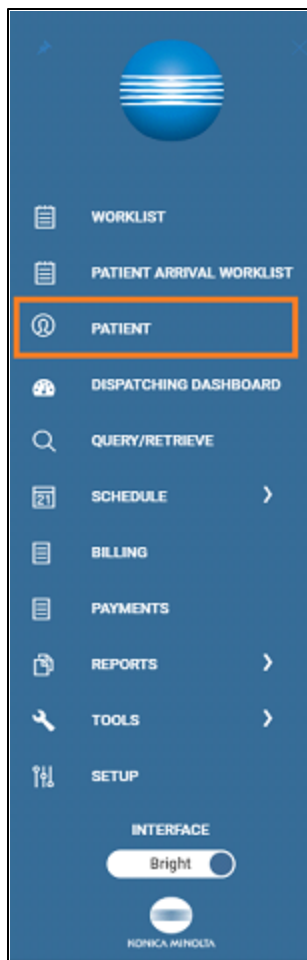 WORKLIST
PATIENT ARRIVAL WORKLIST
PATIENT
DISPATCHING DASHBOARD
QUERY/RETRIEVE
21
SCHEDULE
BILLING
PAYMENTS
REPORTS
TOOLS
SETUP
INTERFACE
Bright
KONICA MINOLTA